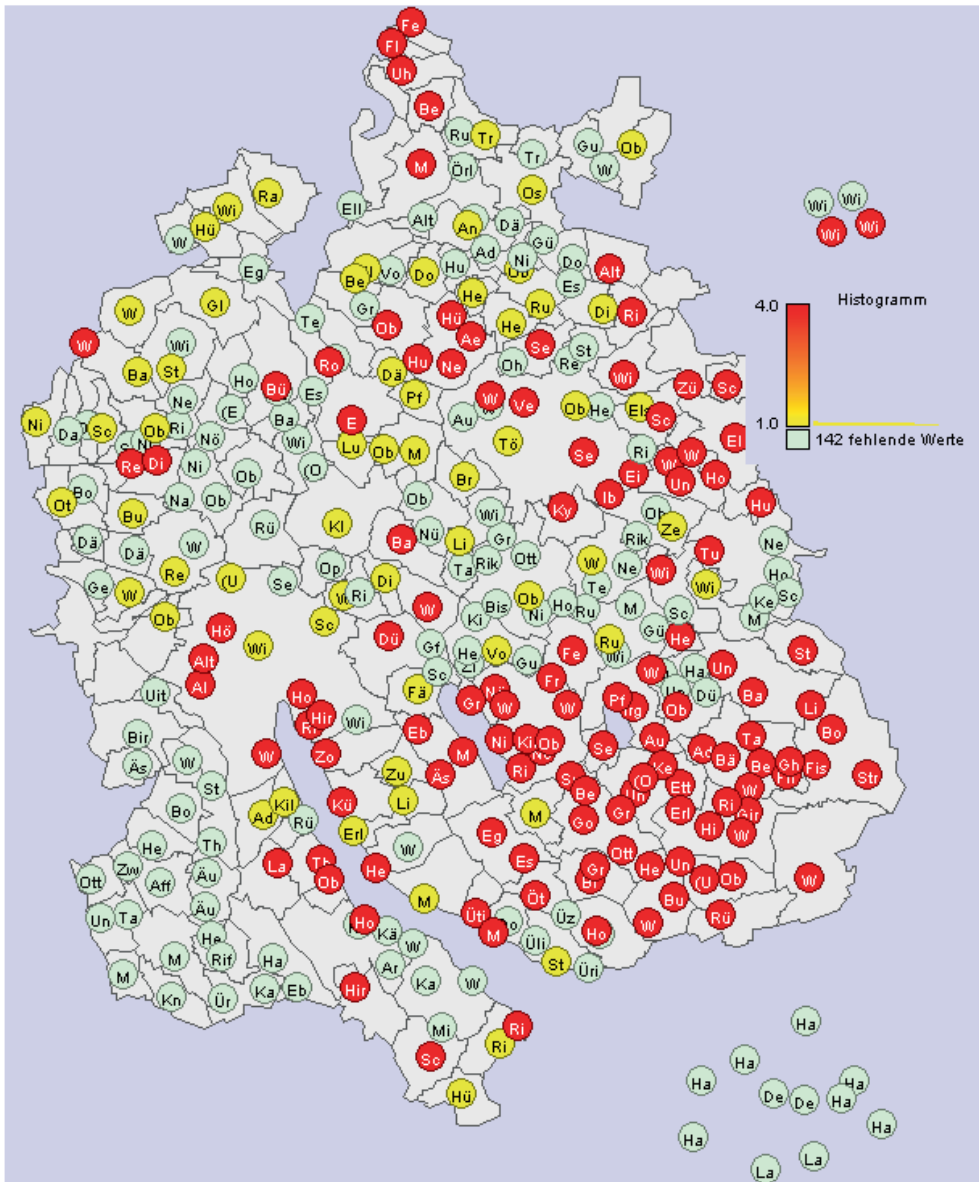 Fe
Fl
Uh
Be
Ru Tr
Tr Gu Ob
M Örl W
Ra Os
Wi Ell Wi Wi
Hü Alt An Dä Wi Wi
W Gü
Eg Vo Do Hu Ad Ni Do Alt
Be Ob Es
He
W Gl Gr Ru Di Ri 4.0 Histogramm
Te Ob Hü He
W Wi Ae Se St
Ba St Ro Hu Ne Oh Re
Ho Bü Es Dä Pf Wi Zü Sc
Ne (E W Ve Ob He Els
Ni Sc Ri Ba E Au Sc 1.0
Da Ob Nö Wi Lu Ob M Tö Ri El 142 fehlende Werte
Re Di Ni (O Br Se W W
Bo Ob Ob Ei Un Ho
Ot Na Ob Wi Ib Hu
Bu Rü Kl Ky Ob
Dä Dä W Ba Nü Li Gr Rik Ze Ne
Re Op Ta Rik Ott W Tu
Ge W (U Se Di Ne Wi Wi Ho
Ri Te Ke Sc
Ob Sc W Bis Ob Ho Ru M Sc M
Hö Dü Ki Ni Gü He
Wi Gf He Vo Fe Ru St
Alt Sc Gu Wi W Ha Un
Al Fä Fr Dü Ba
Uit Ho Gr W W Pf Ob Li
Hir Wi Eb
Bir Ni Ki Ob Se Au Ad Ta Bo
Äs W W Zo M Ri Ke Bä Be Gh Fis Str
St Zu Äs Be (O Ett W
Bo Kil Kü Li Gr Erl Ri
Ad Rü Erl M Go Hi W
He Th W Eg Ott
Zw La Th He Es Gr He Un Ob W
Ott Aff Äu Ob (U
Äu M Öt Bu
Un Ta Ho Üti Üz W Rü
He Kä M Üli Ho
M Rif Ha W St Üri
M Ar
Kn Ür Ka Eb Hir Ka W
Mi Ri Ha
Sc Ri
Ha
Hü Ha Ha
De De Ha
Ha Ha
La La